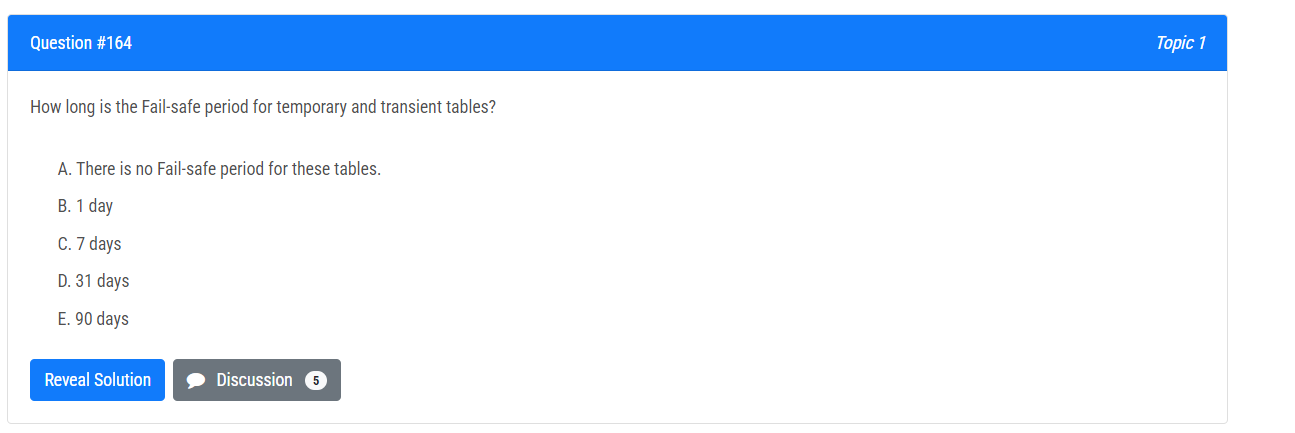 Question #164
Topic 1
How long is the Fail-safe period for temporary and transient tables?
A. There is no Fail-safe period for these tables.
B. 1 day
C. 7 days
D. 31 days
E. 90 days
Reveal Solution
Discussion 5